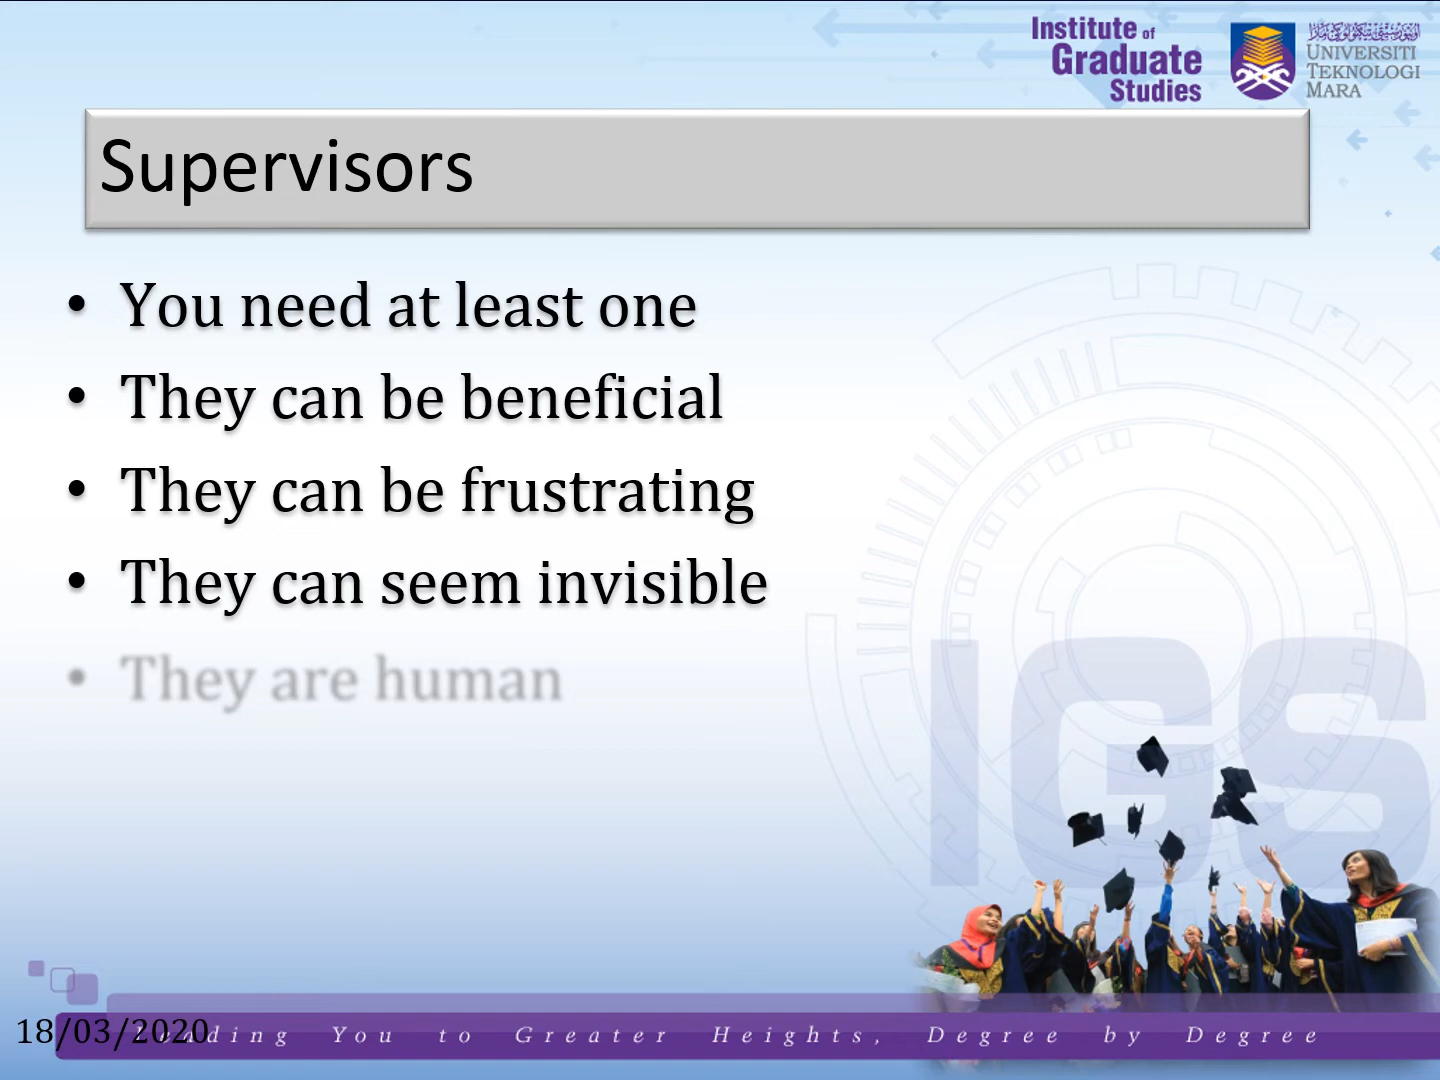 Institute of
Graduate
Studies
UNIVERSITI
TEKNOLOGI
MARA
Supervisors
• You need at least one
• They can be beneficial
• They can be frustrating
• They can seem invisible
• They are human
IGS
18/03/2020
Leading You to Greater Heights, Degree by Degree